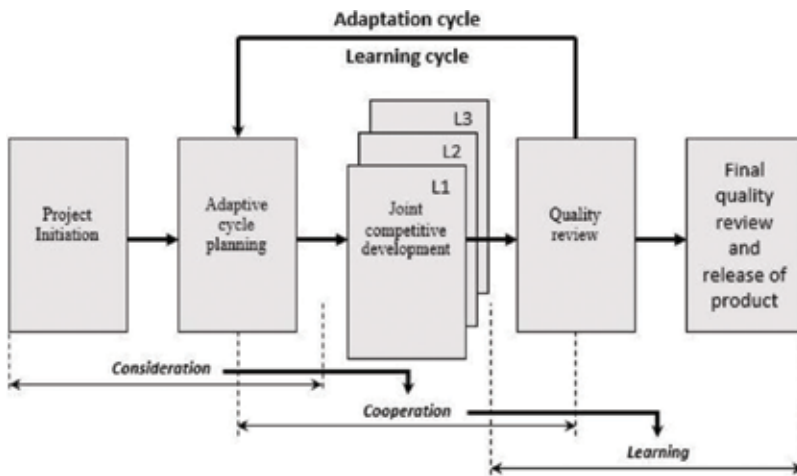 Adaptation cycle
Learning cycle
Project
Initiation
Adaptive
cycle
planning
L3
L2
L1
Joint
competitive
development
Quality
review
Final
quality
review
and
release of
product
Consideration
Cooperation
Learning